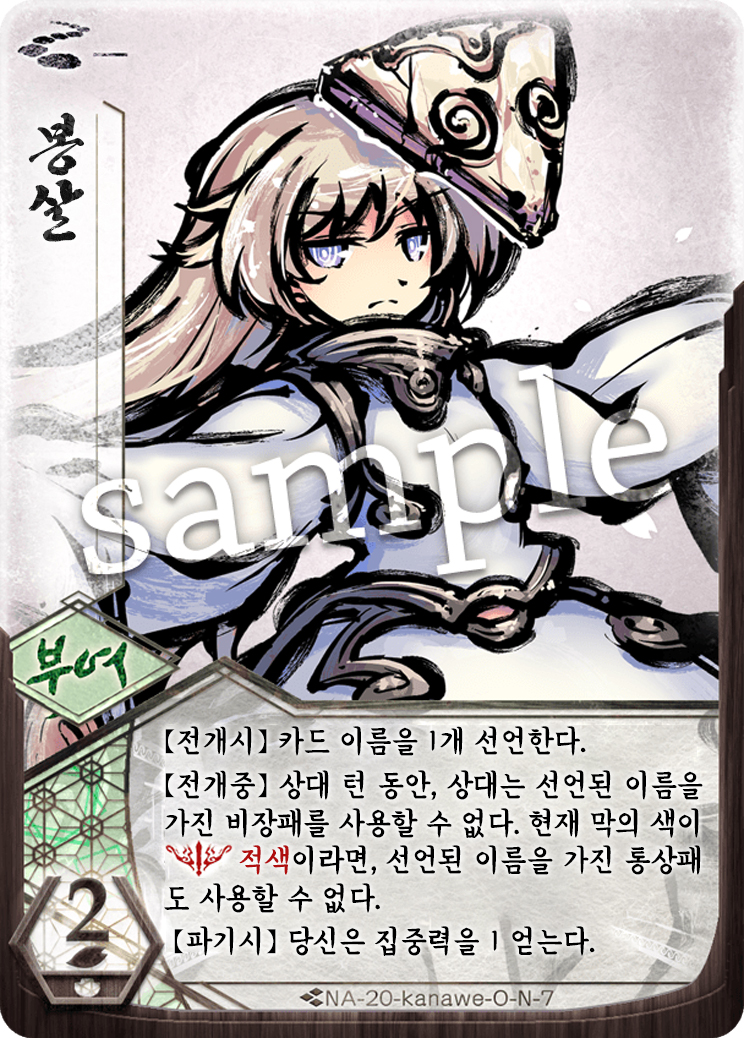 봉살
sample
부여
【전개시】 카드 이름을 1개 선언한다.
【전개중】 상대 턴 동안, 상대는 선언된 이름을
가진 비장패를 사용할 수 없다. 현재 막의 색이
적색이라면, 선언된 이름을 가진 통상패
도 사용할 수 없다.
【파기시】 당신은 집중력을 1 얻는다.
2
NA-20-kanawe-O-N-7